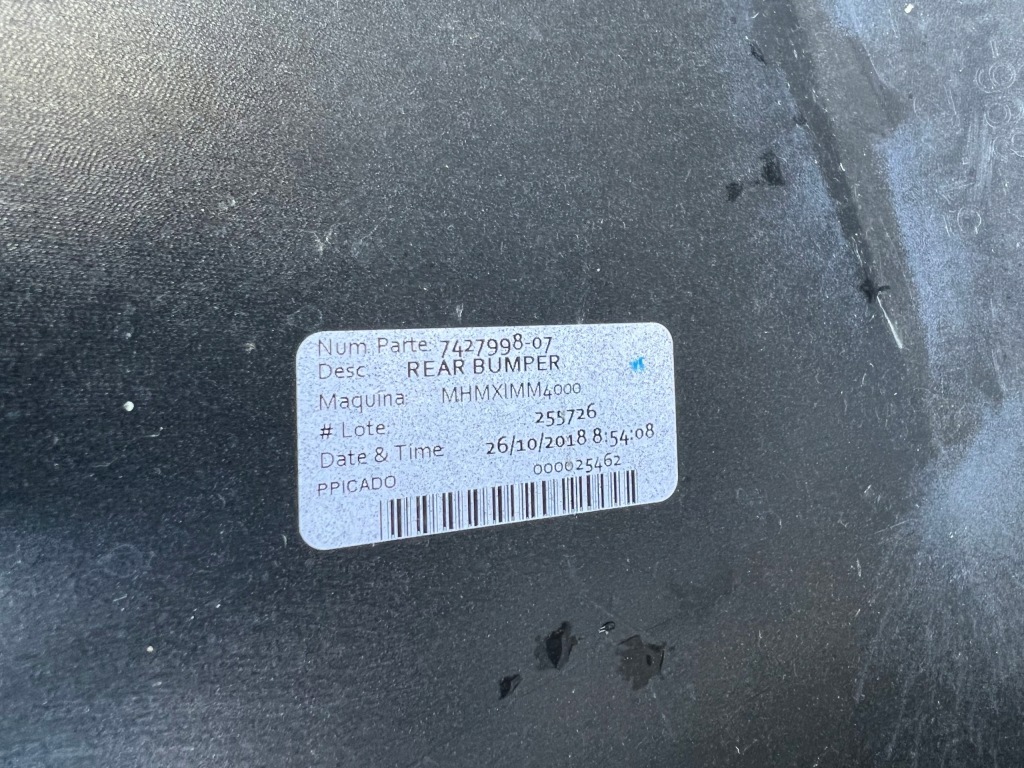 Num. Parte: 7427998-07
Desc REAR BUMPER
Maquina: MHMXIMM4000
# Lote: 255726
Date & Time 26/10/2018 8:54:08
PPICADO 000025462